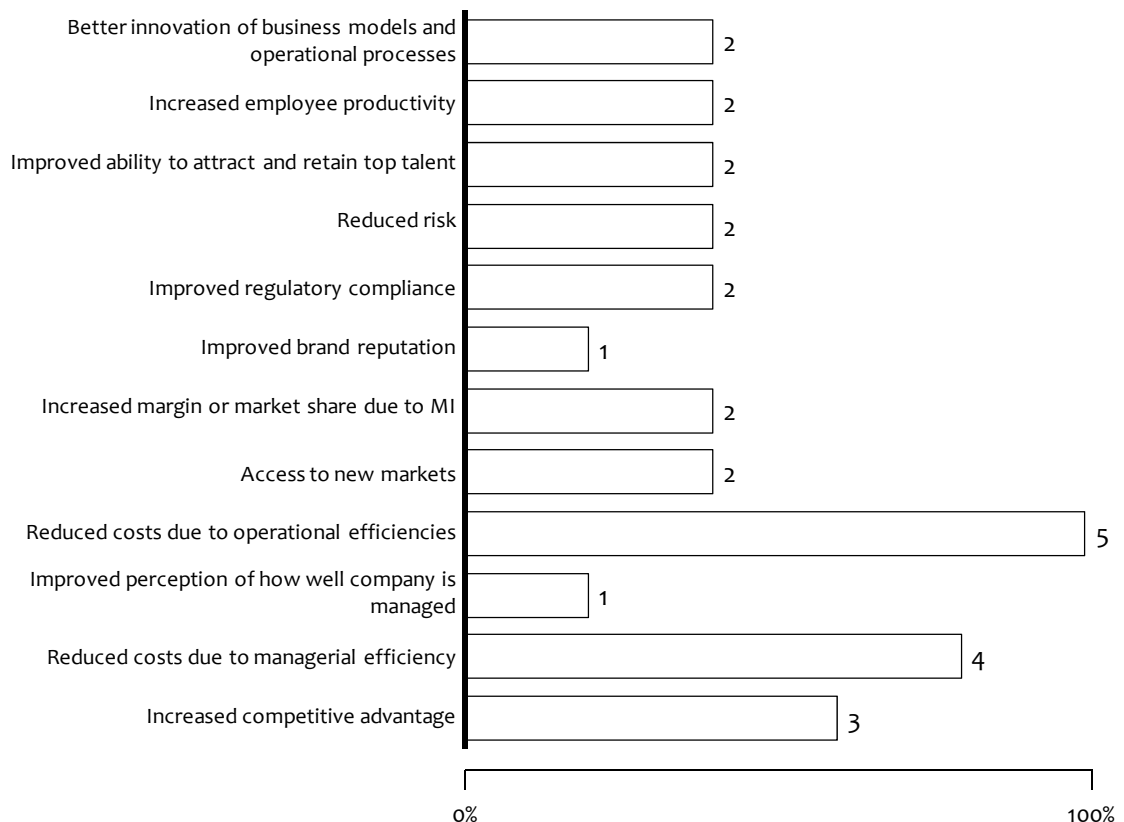 Better innovation of business models and
operational processes
2
Increased employee productivity
2
Improved ability to attract and retain top talent
2
Reduced risk
2
Improved regulatory compliance
2
Improved brand reputation
1
Increased margin or market share due to MI
2
Access to new markets
2
Reduced costs due to operational efficiencies
5
Improved perception of how well company is
managed
1
Reduced costs due to managerial efficiency
4
Increased competitive advantage
3
0%
100%